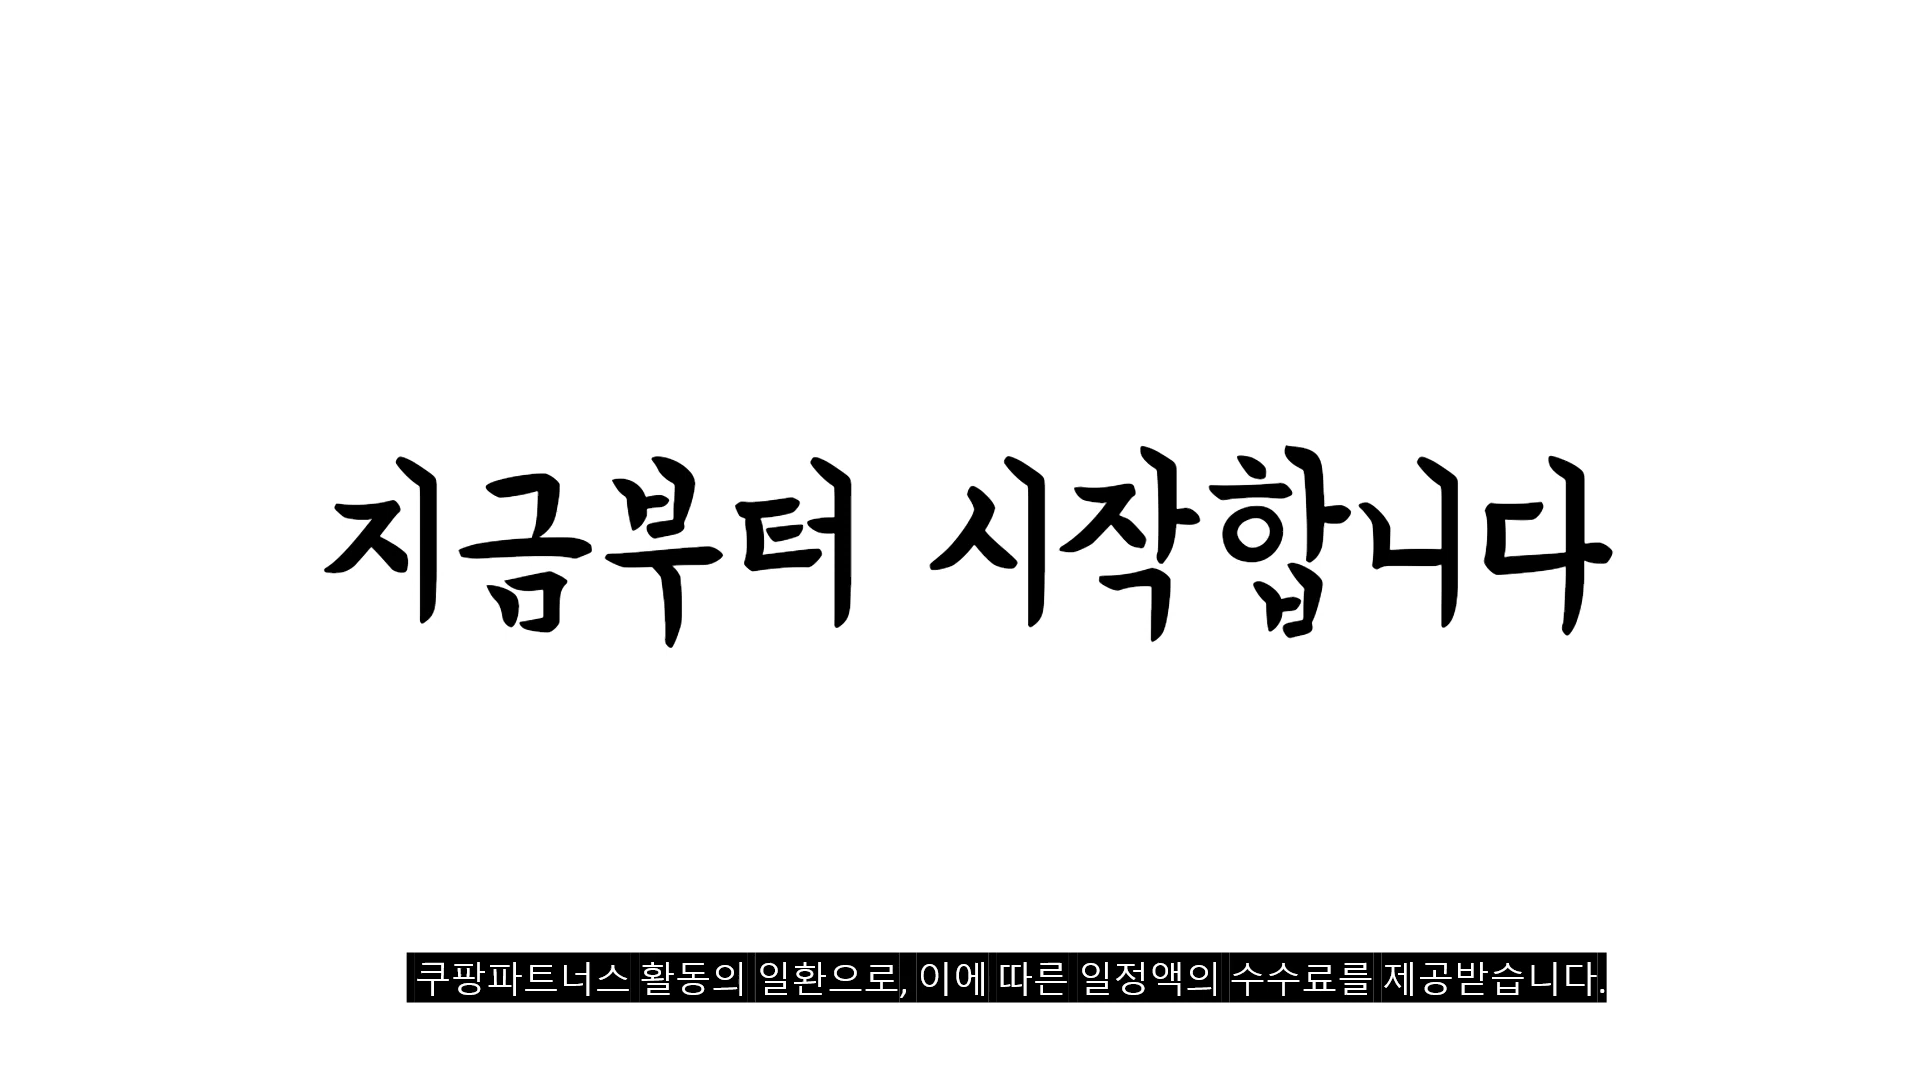 지금부터 시작합니다
쿠팡파트너스 활동의 일환으로, 이에 따른 일정액의 수수료를 제공받습니다.